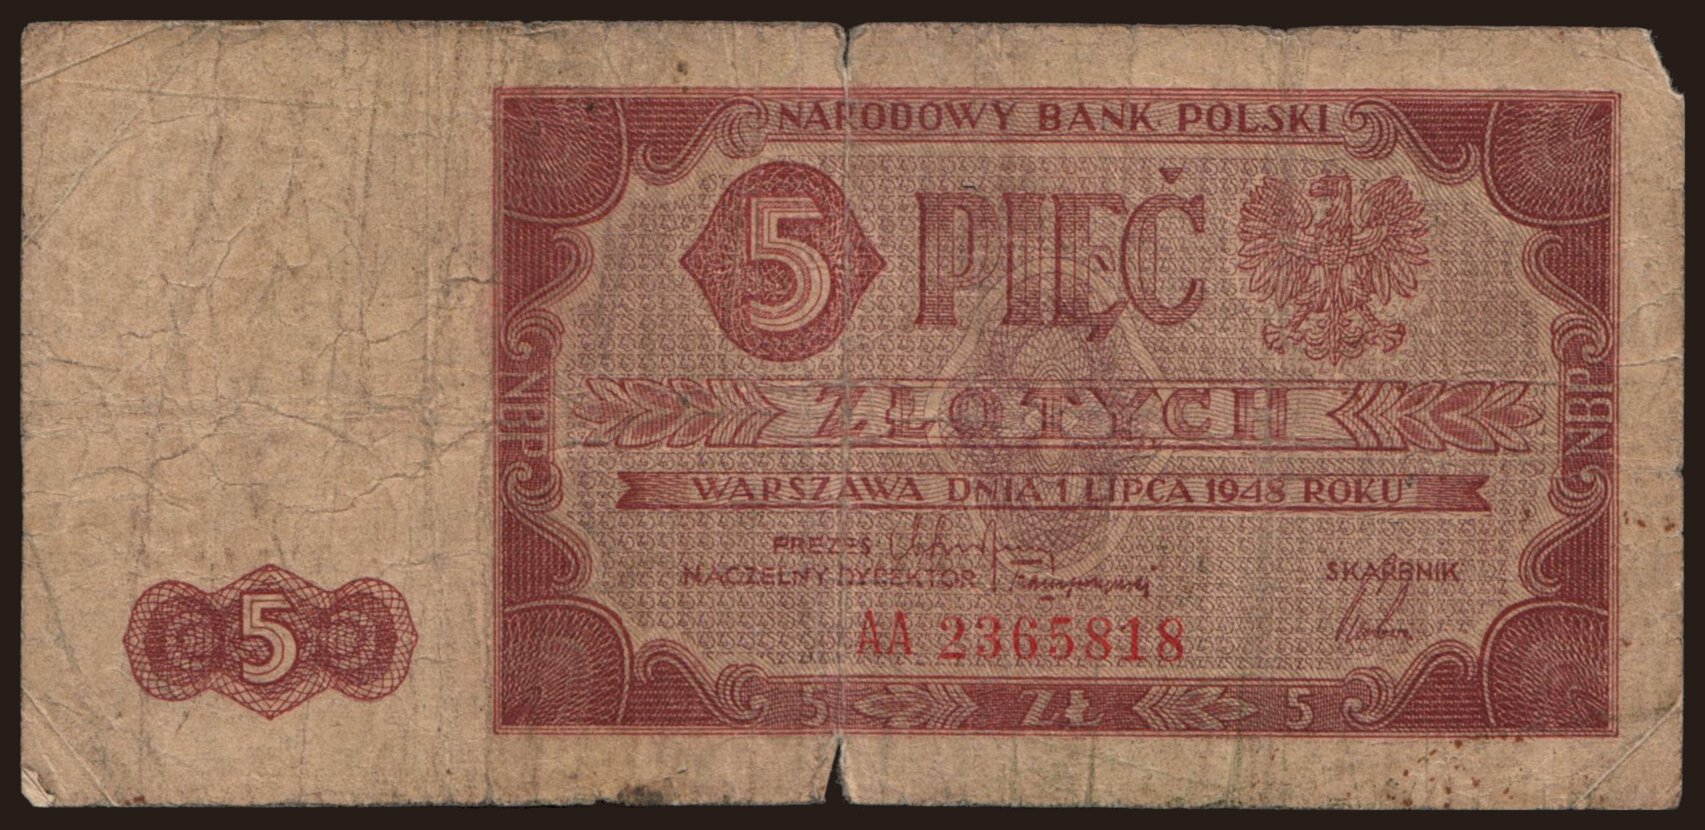 NARODOWY BANK POLSKI
5 PIĘĆ
ZŁOTYCH
NBP
NBP
WARSZAWA DNIA 1 LIPCA 1948 ROKU
PREZES
NACZELNY DYREKTOR
SKARBNIK
AA 2365818
5
5 ZŁ 5